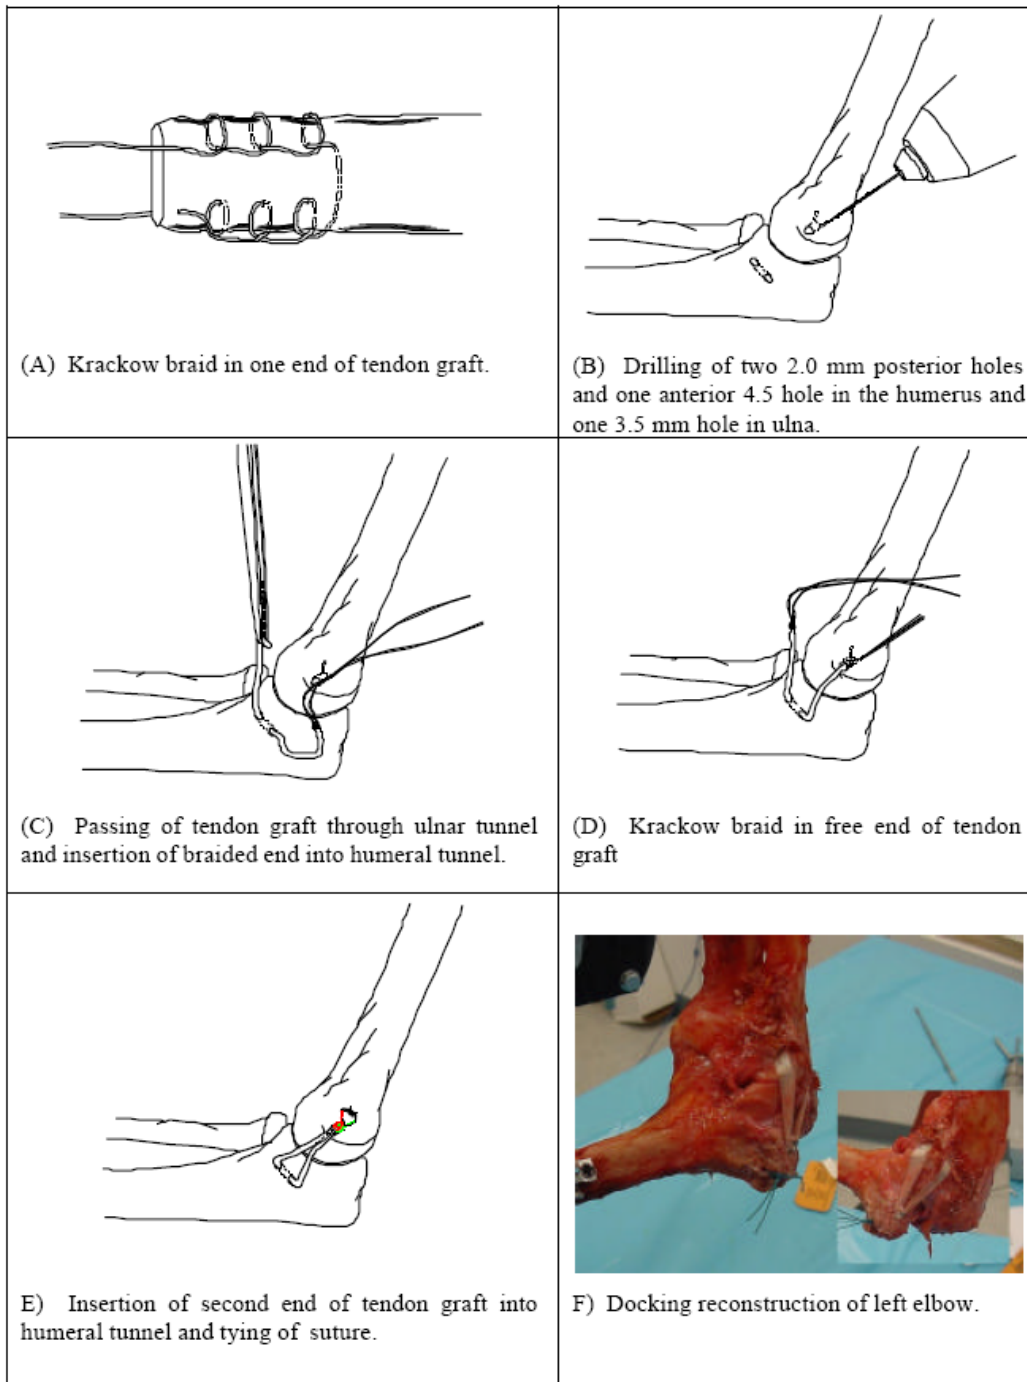 (A) Krackow braid in one end of tendon graft.
(B) Drilling of two 2.0 mm posterior holes
and one anterior 4.5 hole in the humerus and
one 3.5 mm hole in ulna.
(C) Passing of tendon graft through ulnar tunnel
and insertion of braided end into humeral tunnel.
(D) Krackow braid in free end of tendon
graft
E) Insertion of second end of tendon graft into
humeral tunnel and tying of suture.
F) Docking reconstruction of left elbow.